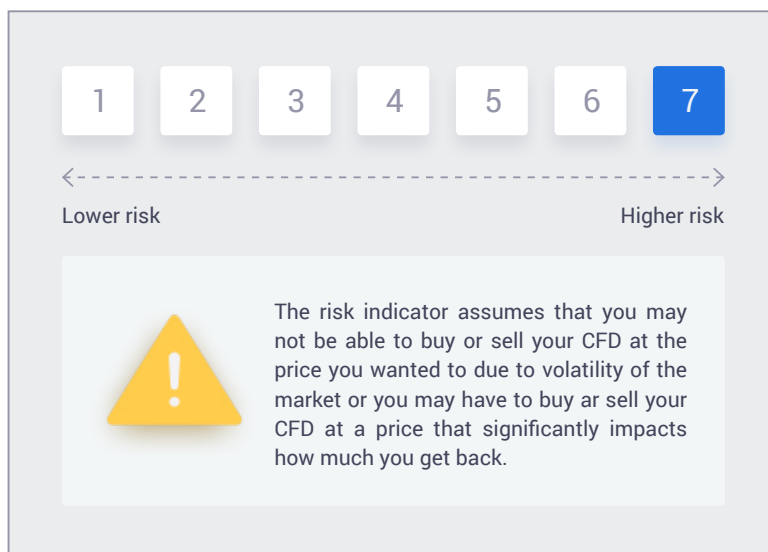 1 2 3 4 5 6 7
Lower risk Higher risk
The risk indicator assumes that you may
not be able to buy or sell your CFD at the
price you wanted to due to volatility of the
market or you may have to buy ar sell your
CFD at a price that significantly impacts
how much you get back.